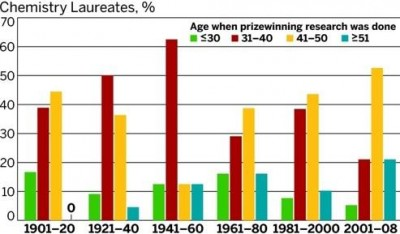 Chemistry Laureates, %
Age when prizewinning research was done
≤30 31–40 41–50 ≥51
70
60
50
40
30
20
10
0
0
1901–20 1921–40 1941–60 1961–80 1981–2000 2001–08